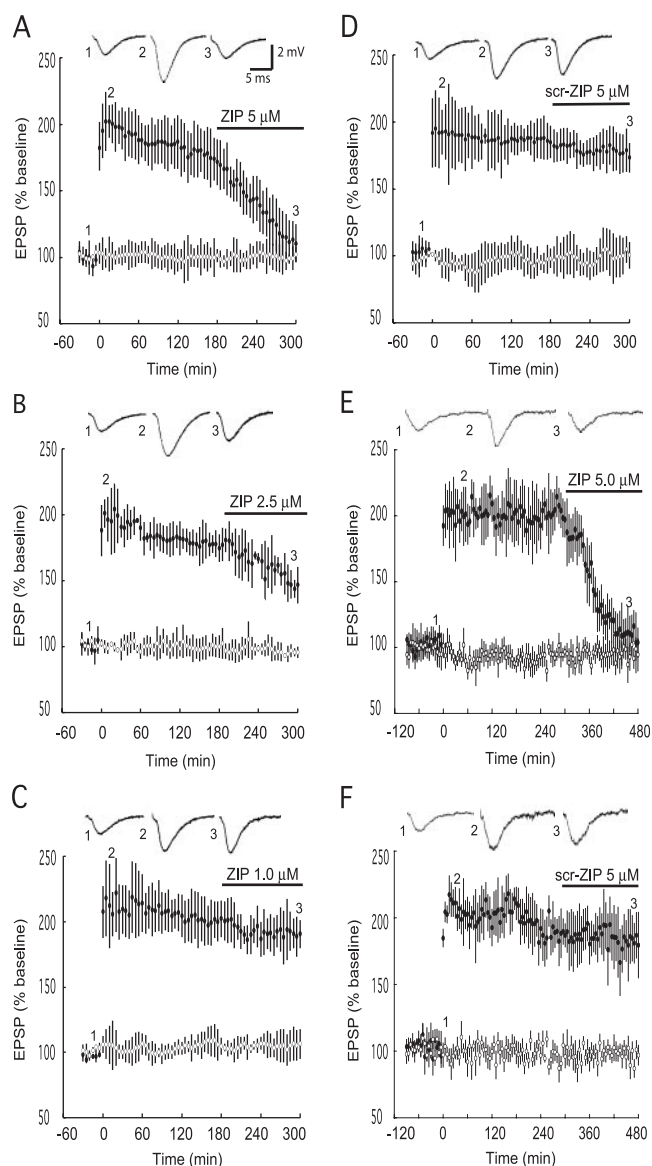 A
1
2
3
2 mV
5 ms
250
200
150
100
50
EPSP (% baseline)
2
ZIP 5 µM
1
3
-60 0 60 120 180 240 300
Time (min)
B
1
2
3
250
200
150
100
50
EPSP (% baseline)
2
ZIP 2.5 µM
3
1
-60 0 60 120 180 240 300
Time (min)
C
1
2
3
250
200
150
100
50
EPSP (% baseline)
2
ZIP 1.0 µM
3
1
-60 0 60 120 180 240 300
Time (min)
D
1
2
3
250
200
150
100
50
EPSP (% baseline)
scr-ZIP 5 µM
2
3
1
-60 0 60 120 180 240 300
Time (min)
E
1
2
3
250
200
150
100
50
EPSP (% baseline)
2
ZIP 5.0 µM
1
3
-120 0 120 240 360 480
Time (min)
F
1
2
3
250
200
150
100
50
EPSP (% baseline)
2
scr-ZIP 5 µM
3
1
-120 0 120 240 360 480
Time (min)